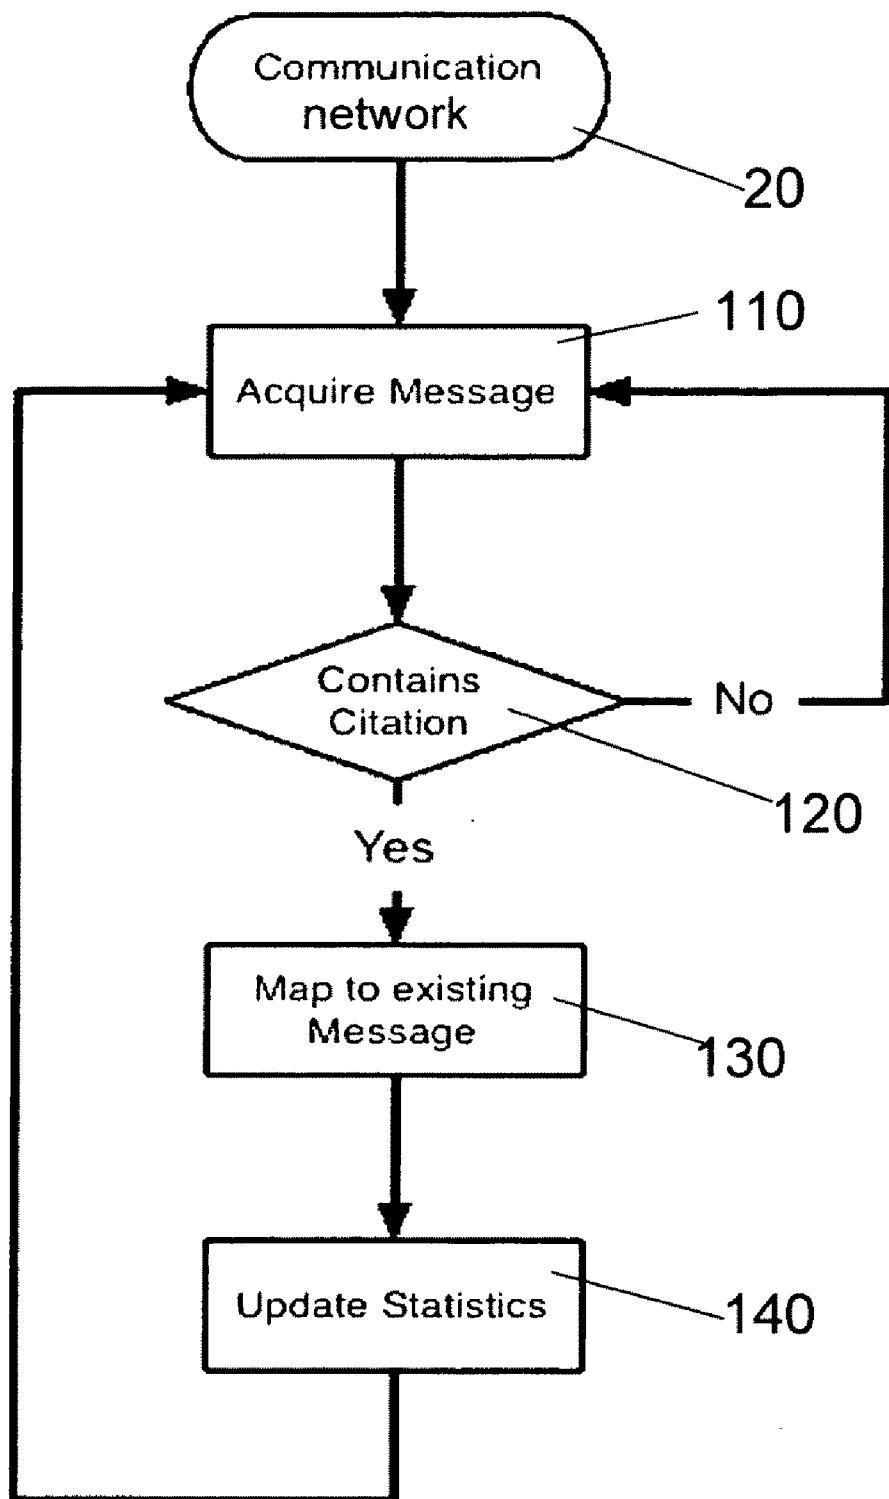 Communication
network
20
110
Acquire Message
Contains
Citation
No
120
Yes
Map to existing
Message
130
Update Statistics
140